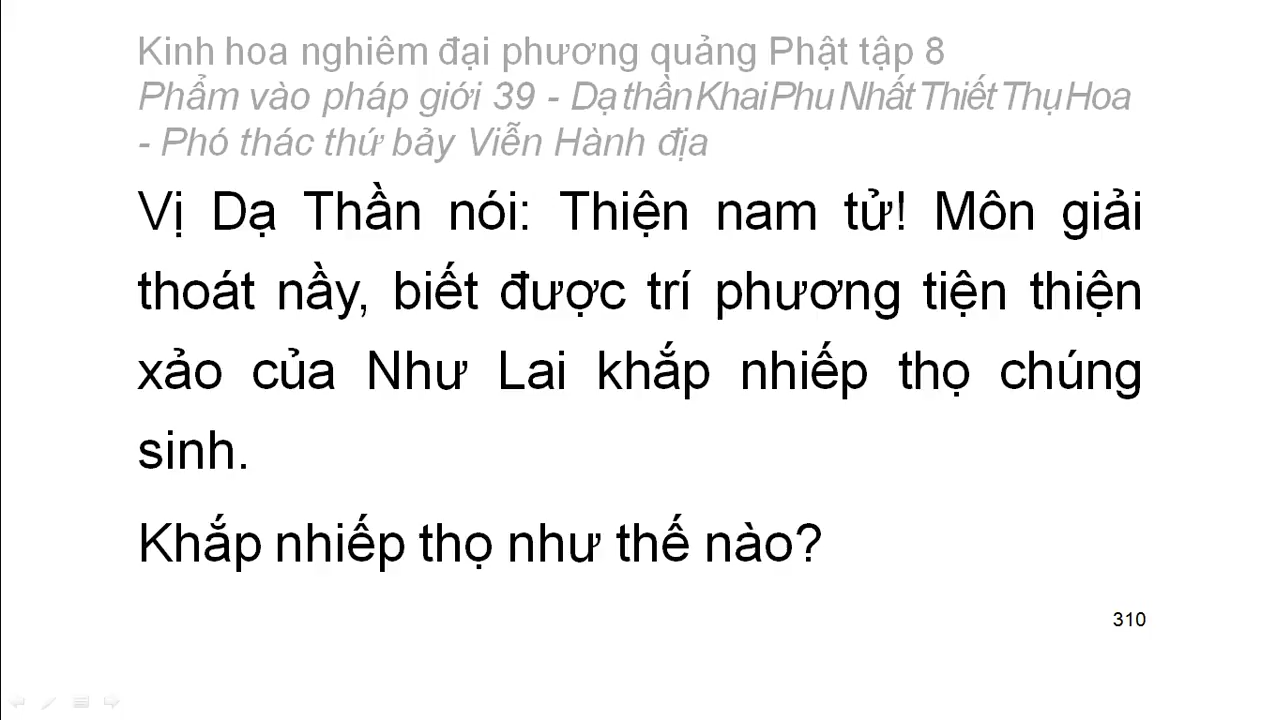 Kinh hoa nghiêm đại phương quảng Phật tập 8
Phẩm vào pháp giới 39 - Dạ thần Khai Phu Nhất Thiết Thụ Hoa
- Phó thác thứ bảy Viễn Hành địa
Vị Dạ Thần nói: Thiện nam tử! Môn giải
thoát nầy, biết được trí phương tiện thiện
xảo của Như Lai khắp nhiếp thọ chúng
sinh.
Khắp nhiếp thọ như thế nào?
310